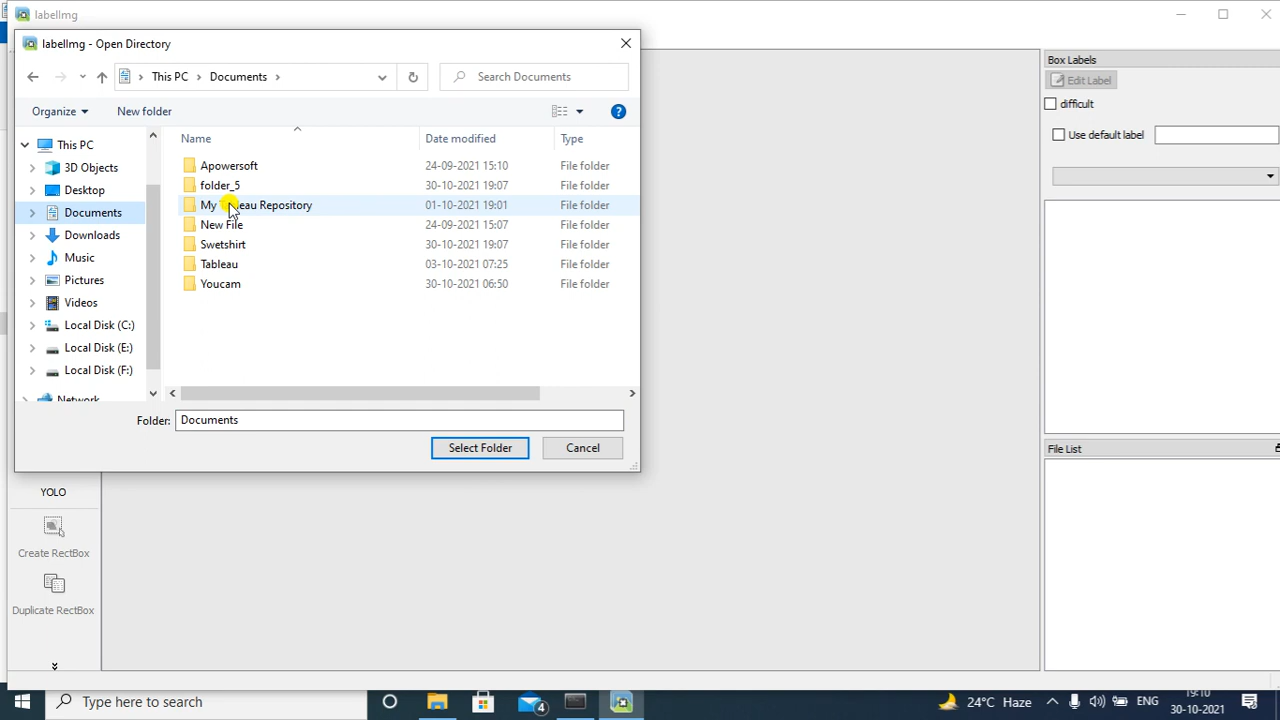 labelImg
labelImg - Open Directory
This PC > Documents >
Search Documents
Organize
New folder
Name
Date modified
Type
This PC
3D Objects
Desktop
Documents
Downloads
Music
Pictures
Videos
Local Disk (C:)
Local Disk (E:)
Local Disk (F:)
Network
Apowersoft 24-09-2021 15:10 File folder
folder_5 30-10-2021 19:07 File folder
My Tableau Repository 01-10-2021 19:01 File folder
New File 24-09-2021 15:07 File folder
Swetshirt 30-10-2021 19:07 File folder
Tableau 03-10-2021 07:25 File folder
Youcam 30-10-2021 06:50 File folder
Folder: Documents
Select Folder
Cancel
YOLO
Create RectBox
Duplicate RectBox
Box Labels
Edit Label
difficult
Use default label
File List
Type here to search
4
24°C Haze
ENG
19:10
30-10-2021